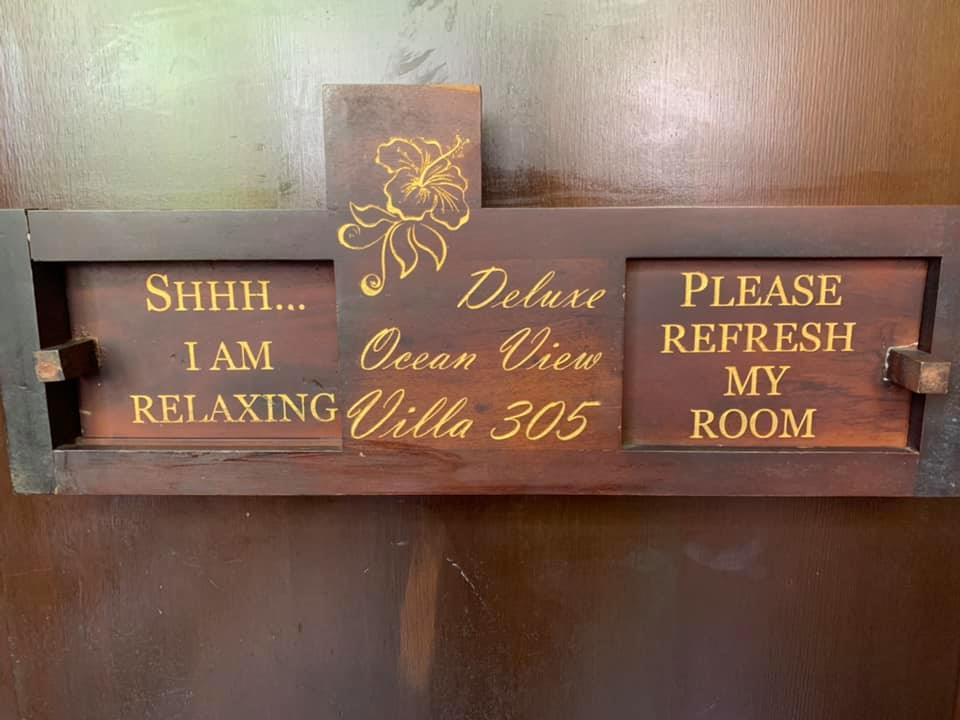 SHHH...
I AM
RELAXING
Deluxe
Ocean View
Villa 305
PLEASE
REFRESH
MY
ROOM